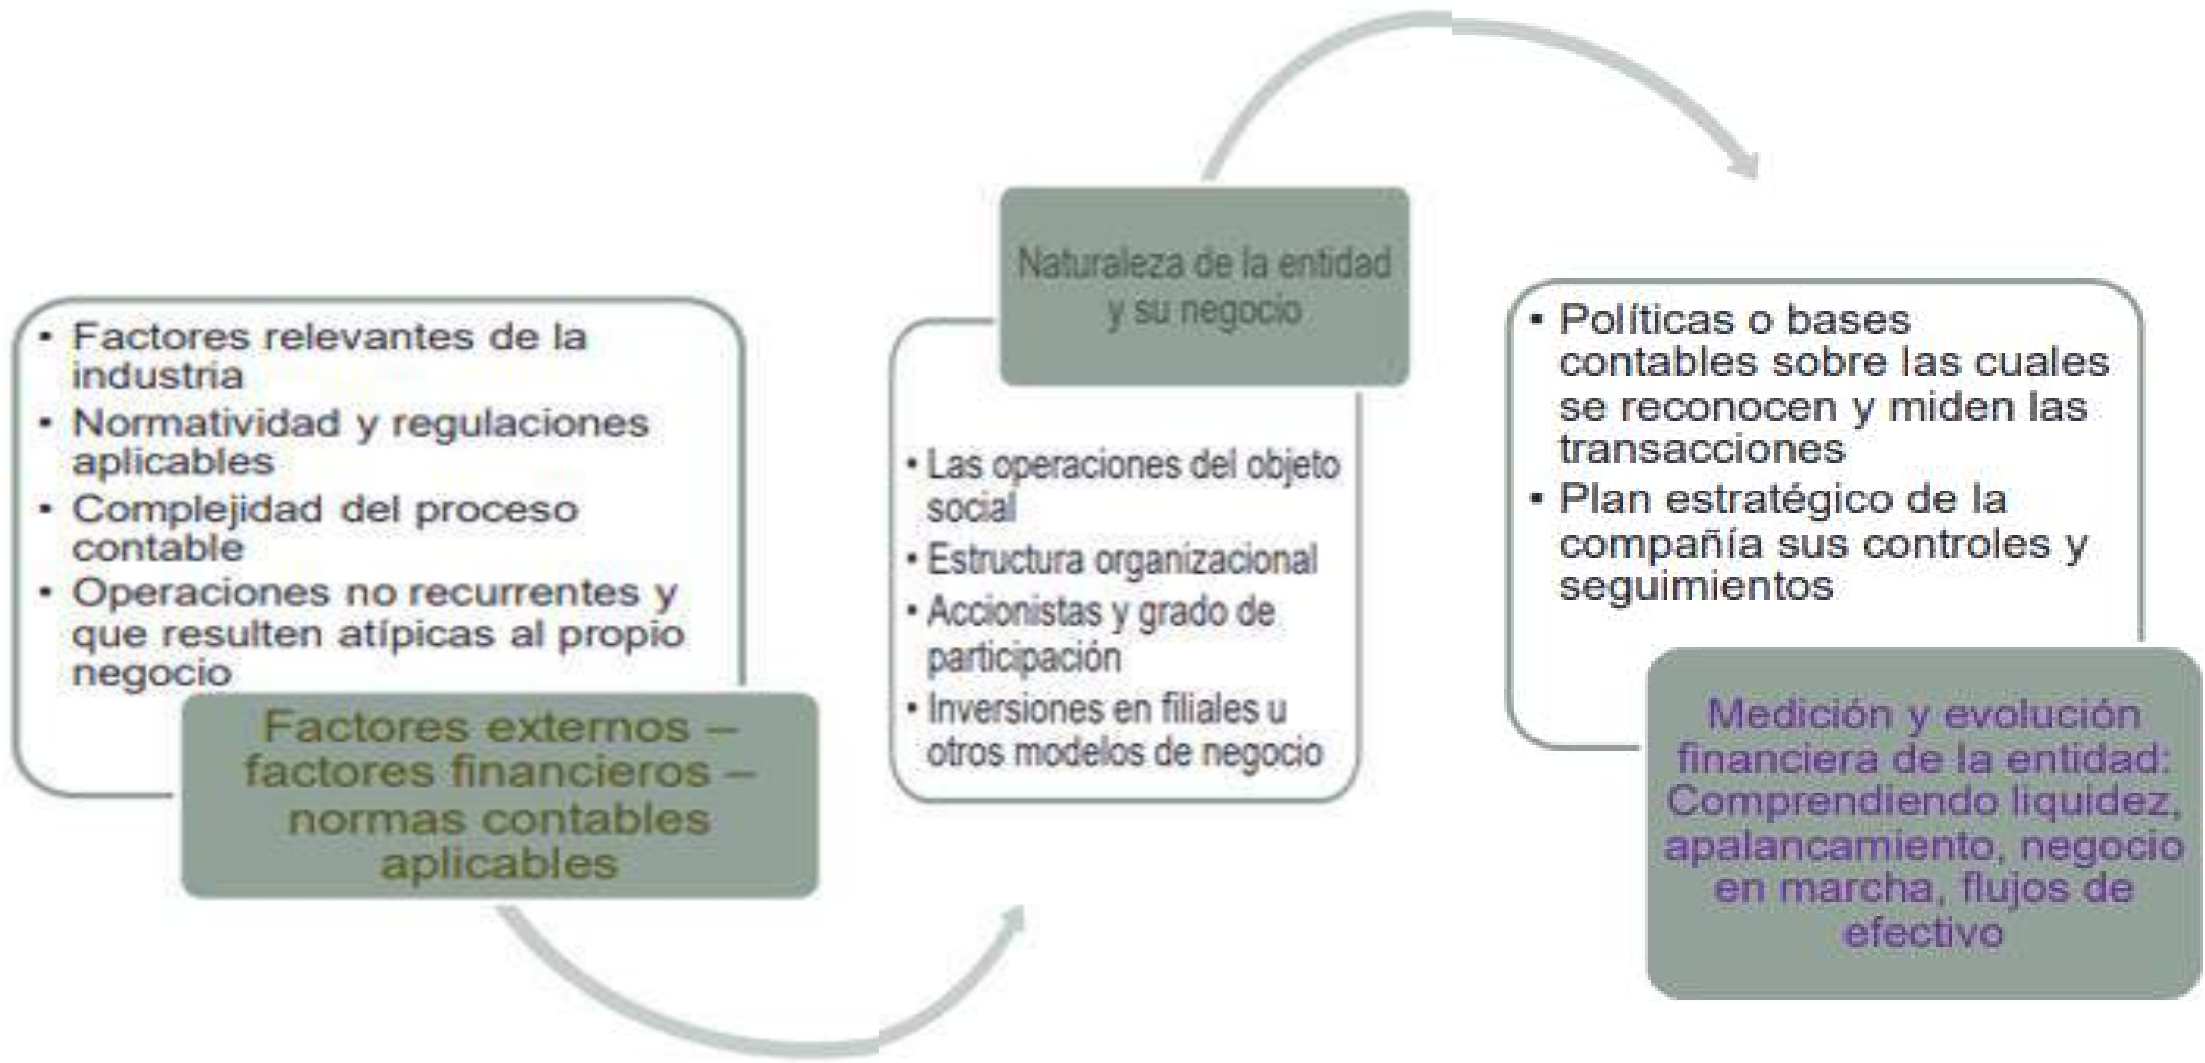 • Factores relevantes de la
industria
• Normatividad y regulaciones
aplicables
• Complejidad del proceso
contable
• Operaciones no recurrentes y
que resulten atípicas al propio
negocio
Factores externos –
factores financieros –
normas contables
aplicables
Naturaleza de la entidad
y su negocio
• Las operaciones del objeto
social
• Estructura organizacional
• Accionistas y grado de
participación
• Inversiones en filiales u
otros modelos de negocio
• Políticas o bases
contables sobre las cuales
se reconocen y miden las
transacciones
• Plan estratégico de la
compañía sus controles y
seguimientos
Medición y evolución
financiera de la entidad:
Comprendiendo liquidez,
apalancamiento, negocio
en marcha, flujos de
efectivo